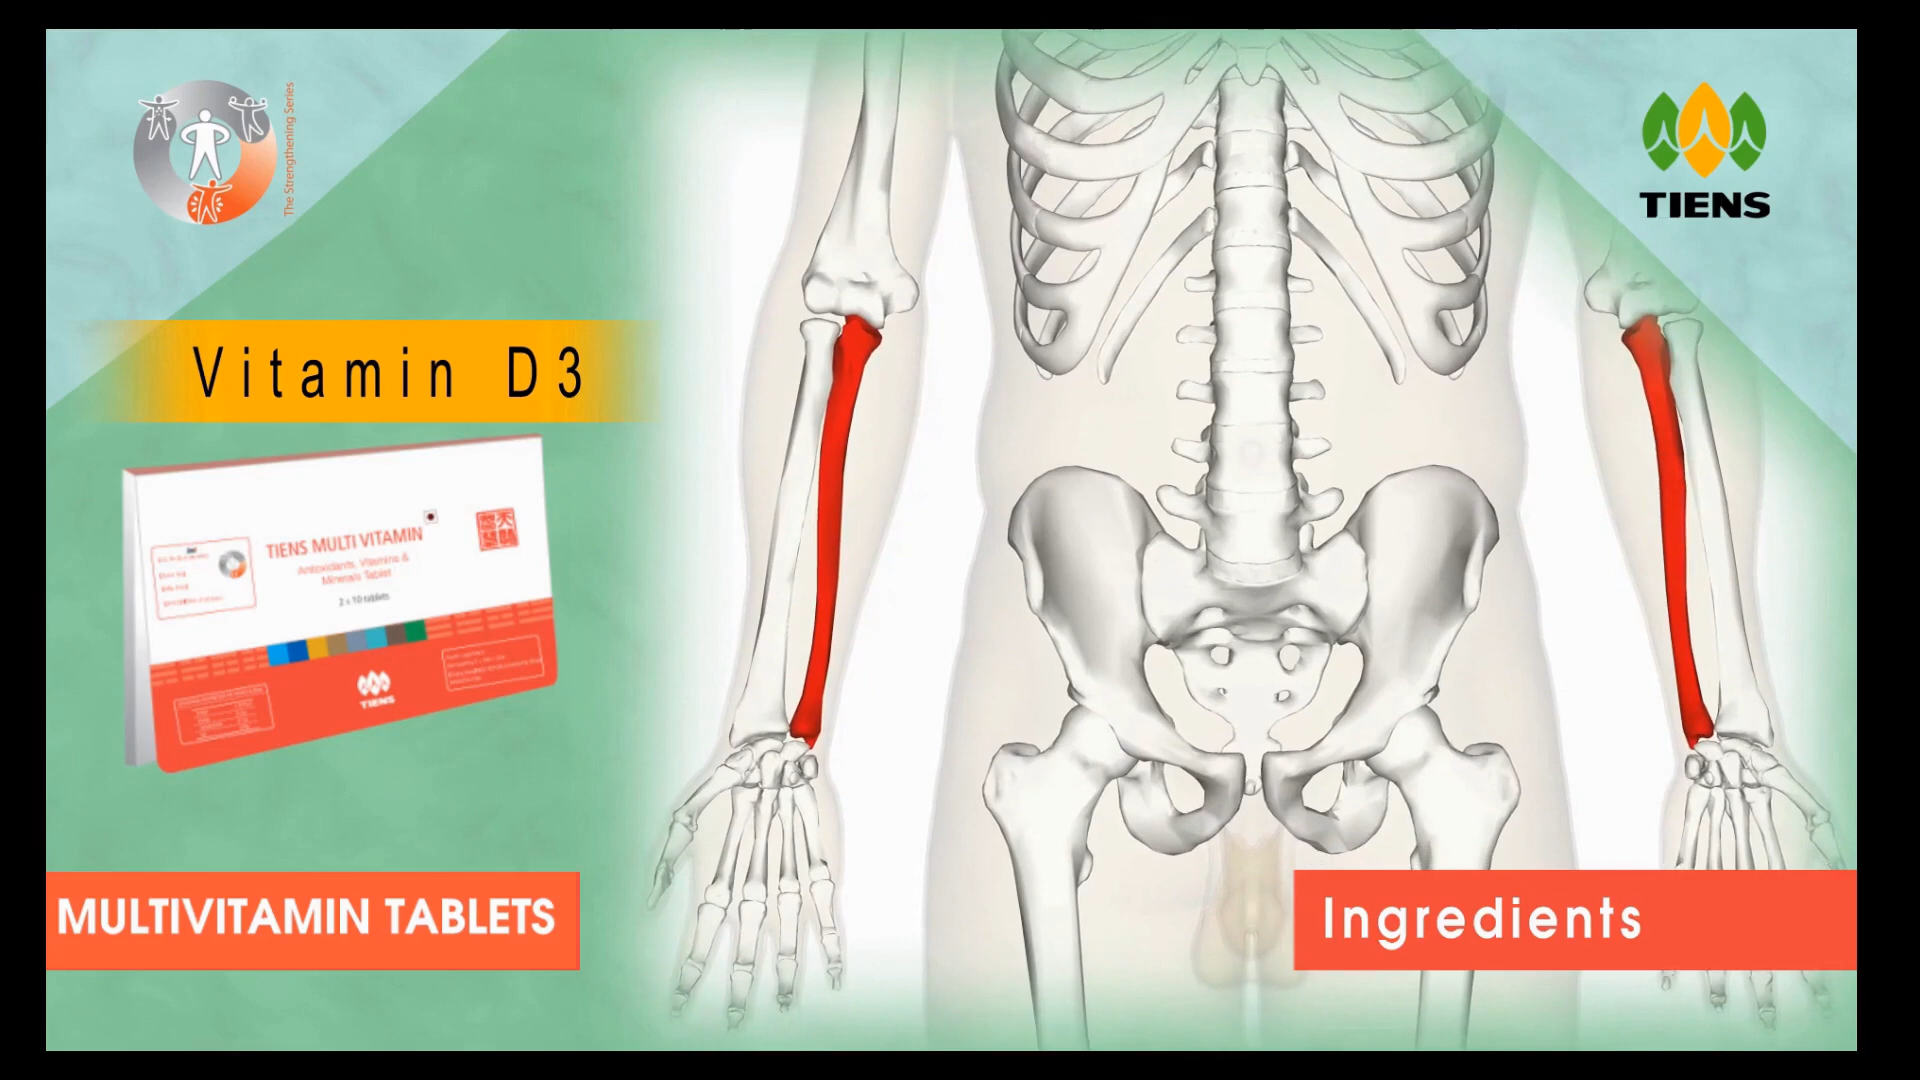 The Strengthening Series
TIENS
Vitamin D3
TIENS MULTI VITAMIN
Antioxidants, Vitamins &
Minerals Tablet
2 x 10 tablets
TIENS
MULTIVITAMIN TABLETS
Ingredients